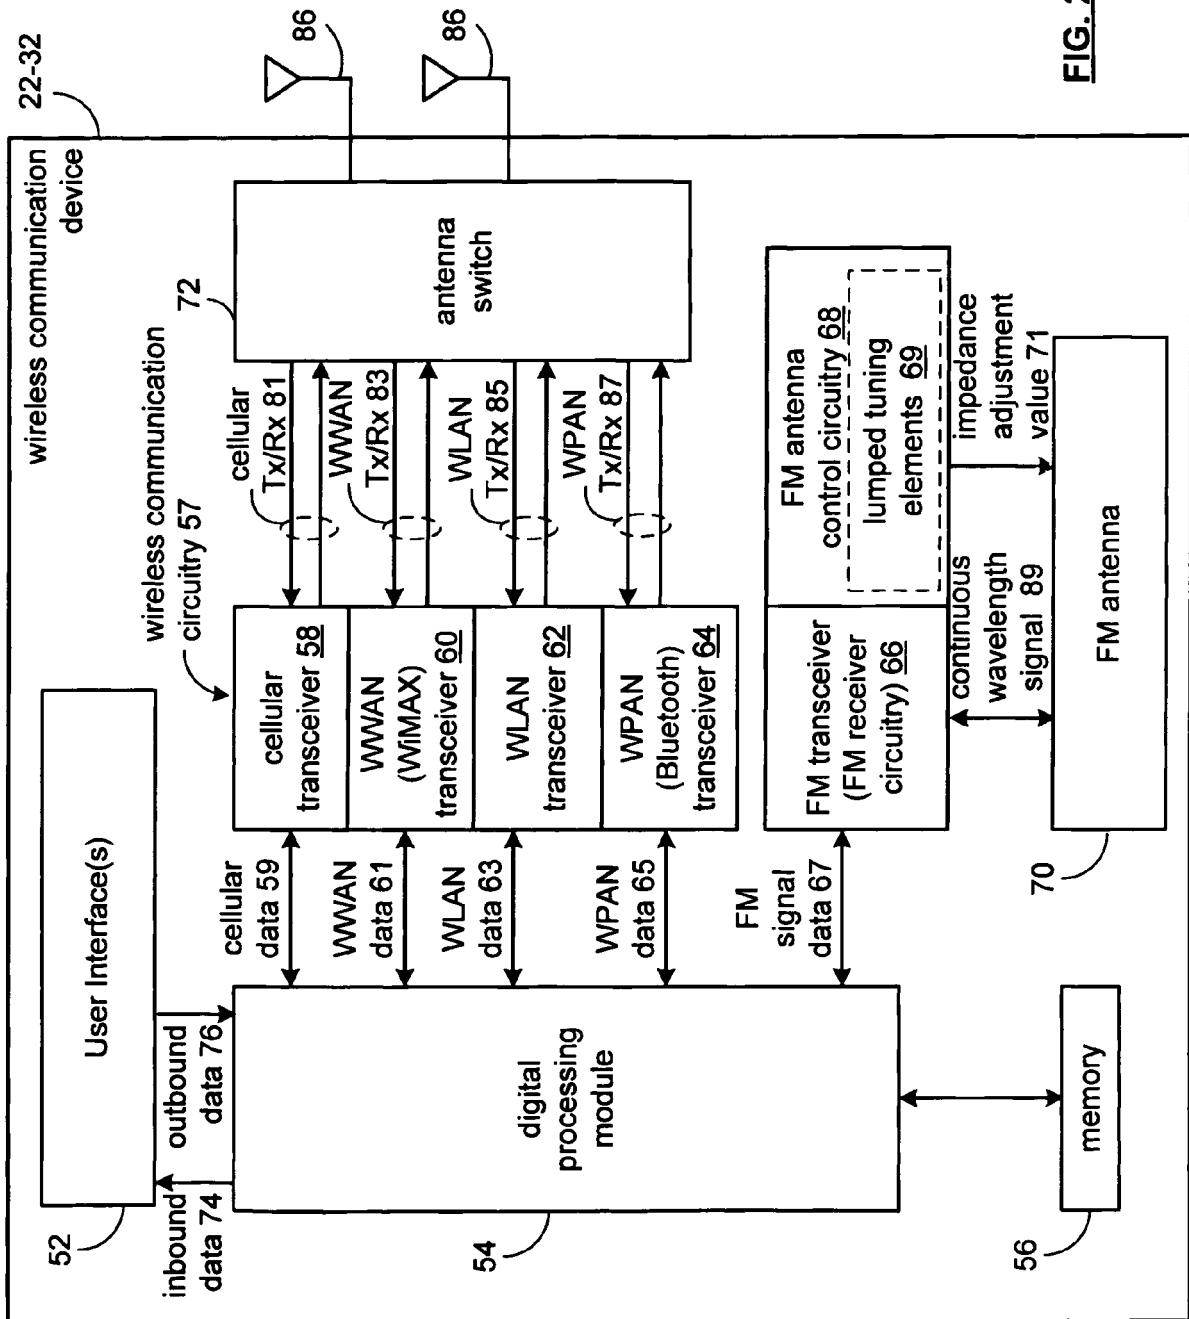 22-32
wireless communication
device
User Interface(s)
52
inbound
data 74
outbound
data 76
wireless communication
circuitry 57
72
86
86
digital
processing
module
54
cellular
data 59
WWAN
data 61
WLAN
data 63
WPAN
data 65
FM
signal
data 67
cellular
transceiver 58
WWAN
(WiMAX)
transceiver 60
WLAN
transceiver 62
WPAN
(Bluetooth)
transceiver 64
cellular
Tx/Rx 81
WWAN
Tx/Rx 83
WLAN
Tx/Rx 85
WPAN
Tx/Rx 87
antenna
switch
FM transceiver
(FM receiver
circuitry) 66
FM antenna
control circuitry 68
lumped tuning
elements 69
continuous
wavelength
signal 89
impedance
adjustment
value 71
memory
56
FM antenna
70
FIG. 2